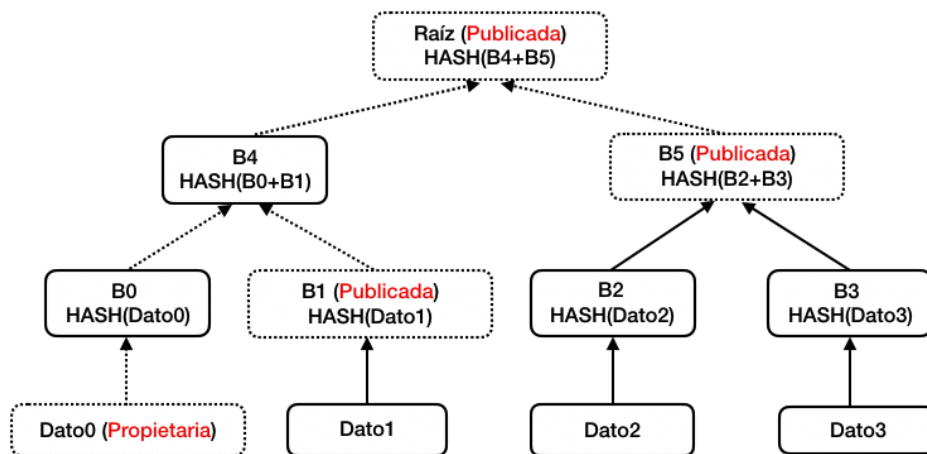 Raíz (Publicada)
HASH(B4+B5)
B4
HASH(B0+B1)
B5 (Publicada)
HASH(B2+B3)
B0
HASH(Dato0)
B1 (Publicada)
HASH(Dato1)
B2
HASH(Dato2)
B3
HASH(Dato3)
Dato0 (Propietaria)
Dato1
Dato2
Dato3